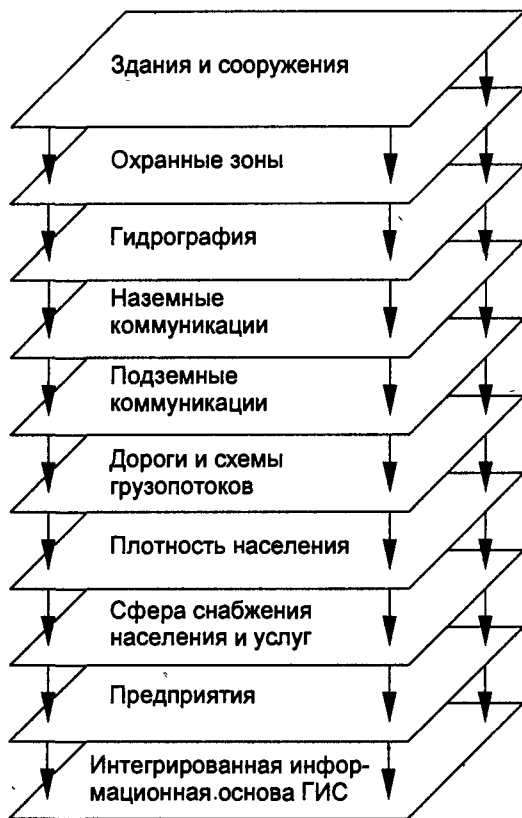 Здания и сооружения
Охранные зоны
Гидрография
Наземные
коммуникации
Подземные
коммуникации
Дороги и схемы
грузопотоков
Плотность населения
Сфера снабжения
населения и услуг
Предприятия
Интегрированная инфор-
мационная основа ГИС